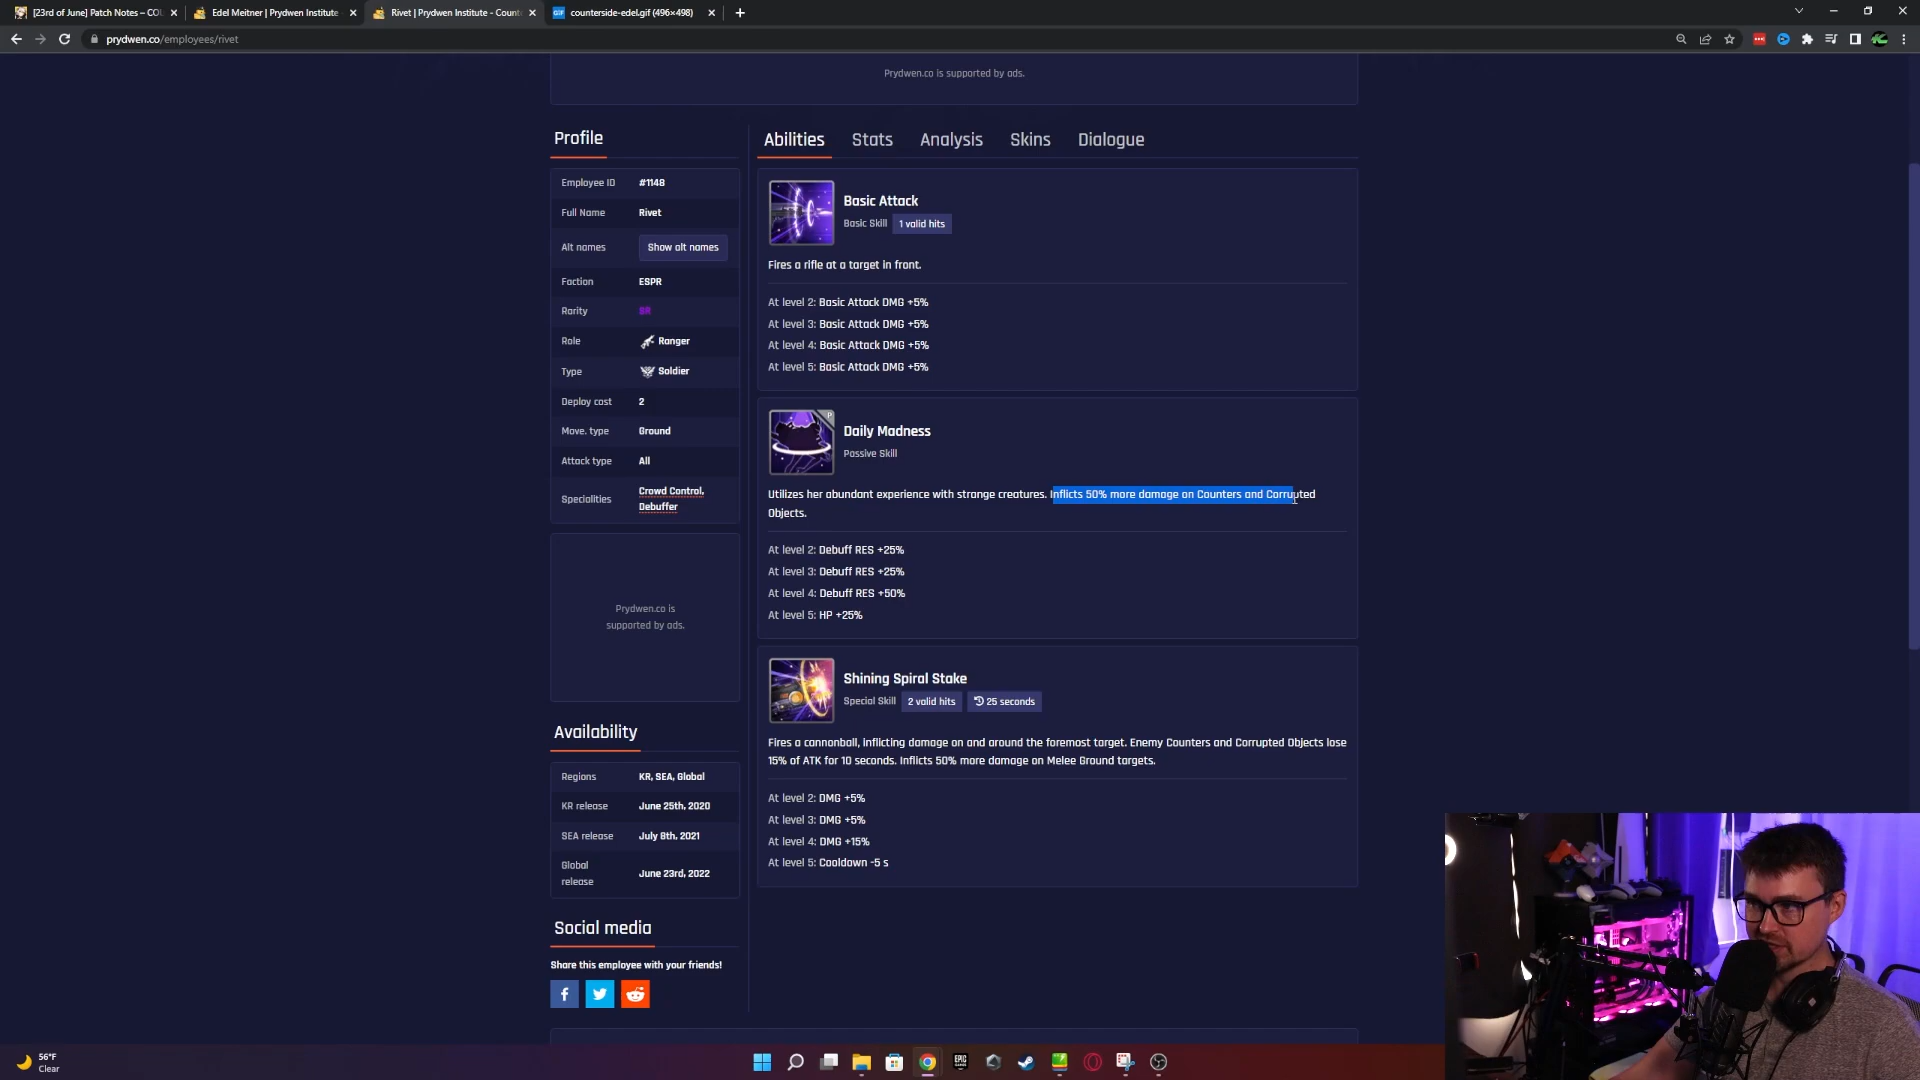 [23rd of June] Patch Notes – COU
Edel Meitner | Prydwen Institute
Rivet | Prydwen Institute - Count
counterside-edel.gif (496×498)
prydwen.co/employees/rivet
Prydwen.co is supported by ads.
Profile
Employee ID #1148
Full Name Rivet
Alt names Show alt names
Faction ESPR
Rarity SR
Role Ranger
Type Soldier
Deploy cost 2
Move. type Ground
Attack type All
Specialities Crowd Control,
Debuffer
Prydwen.co is
supported by ads.
Availability
Regions KR, SEA, Global
KR release June 25th, 2020
SEA release July 8th, 2021
Global
release June 23rd, 2022
Social media
Share this employee with your friends!
Abilities Stats Analysis Skins Dialogue
Basic Attack
Basic Skill 1 valid hits
Fires a rifle at a target in front.
At level 2: Basic Attack DMG +5%
At level 3: Basic Attack DMG +5%
At level 4: Basic Attack DMG +5%
At level 5: Basic Attack DMG +5%
P
Daily Madness
Passive Skill
Utilizes her abundant experience with strange creatures. Inflicts 50% more damage on Counters and Corrupted
Objects.
At level 2: Debuff RES +25%
At level 3: Debuff RES +25%
At level 4: Debuff RES +50%
At level 5: HP +25%
Shining Spiral Stake
Special Skill 2 valid hits 25 seconds
Fires a cannonball, inflicting damage on and around the foremost target. Enemy Counters and Corrupted Objects lose
15% of ATK for 10 seconds. Inflicts 50% more damage on Melee Ground targets.
At level 2: DMG +5%
At level 3: DMG +5%
At level 4: DMG +15%
At level 5: Cooldown -5 s
56°F
Clear